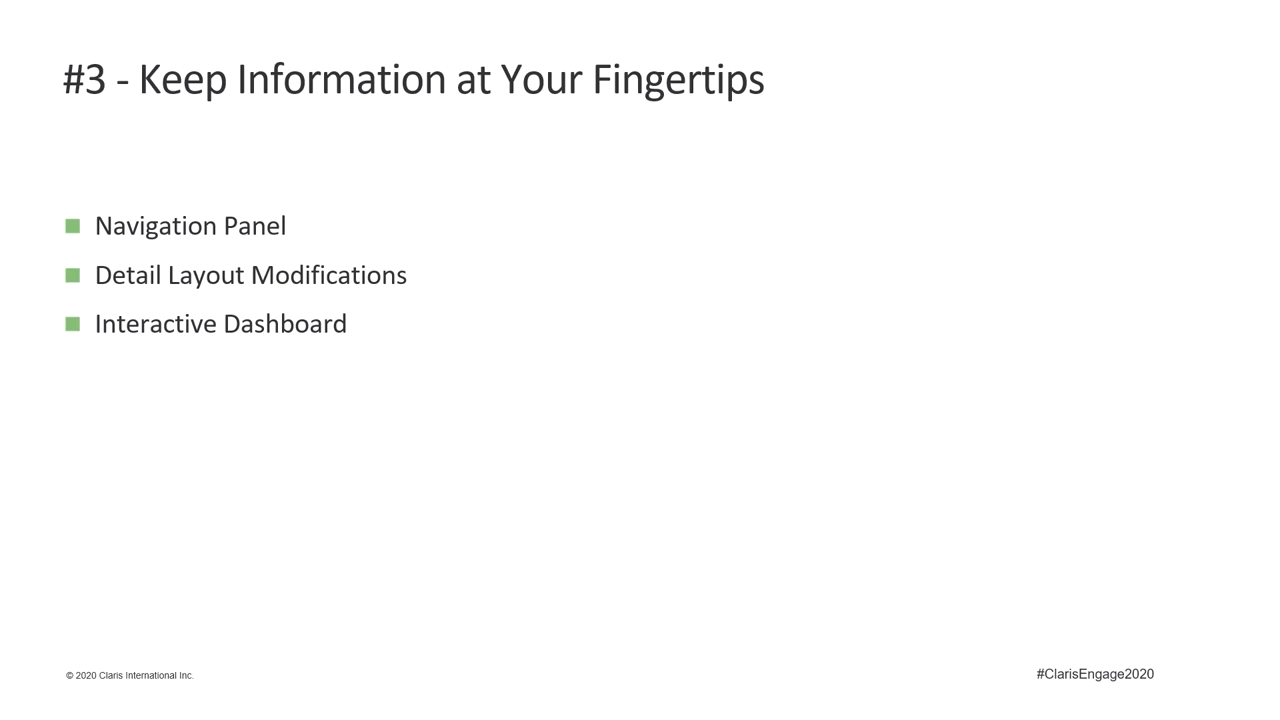 #3 - Keep Information at Your Fingertips
Navigation Panel
Detail Layout Modifications
Interactive Dashboard
© 2020 Claris International Inc.
#ClarisEngage2020